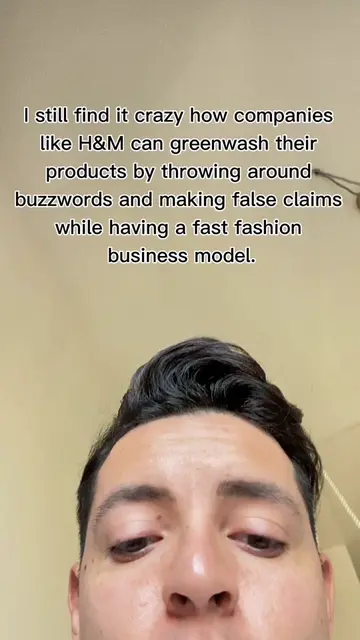 I still find it crazy how companies
like H&M can greenwash their
products by throwing around
buzzwords and making false claims
while having a fast fashion
business model.